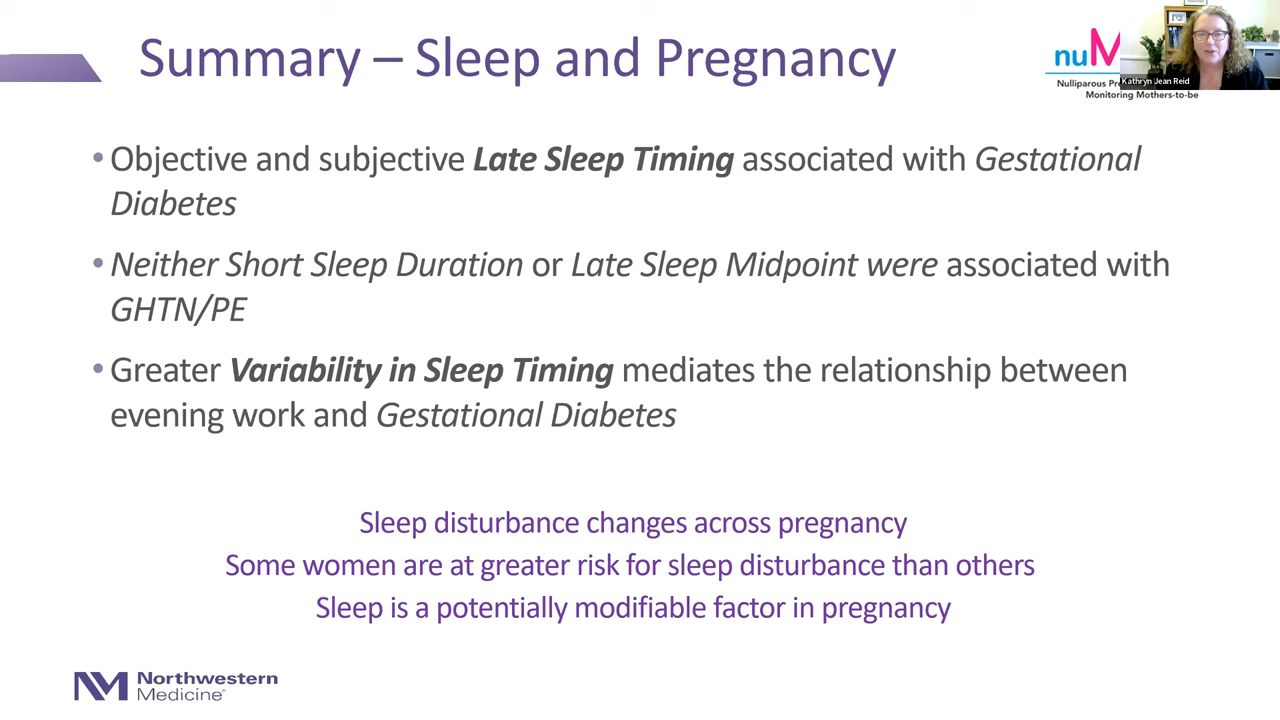 Summary – Sleep and Pregnancy
nuM
Kathryn Jean Reid
Nulliparous
Monitoring Mothers-to-be
• Objective and subjective Late Sleep Timing associated with Gestational
Diabetes
• Neither Short Sleep Duration or Late Sleep Midpoint were associated with
GHTN/PE
• Greater Variability in Sleep Timing mediates the relationship between
evening work and Gestational Diabetes
Sleep disturbance changes across pregnancy
Some women are at greater risk for sleep disturbance than others
Sleep is a potentially modifiable factor in pregnancy
NM Northwestern
Medicine®